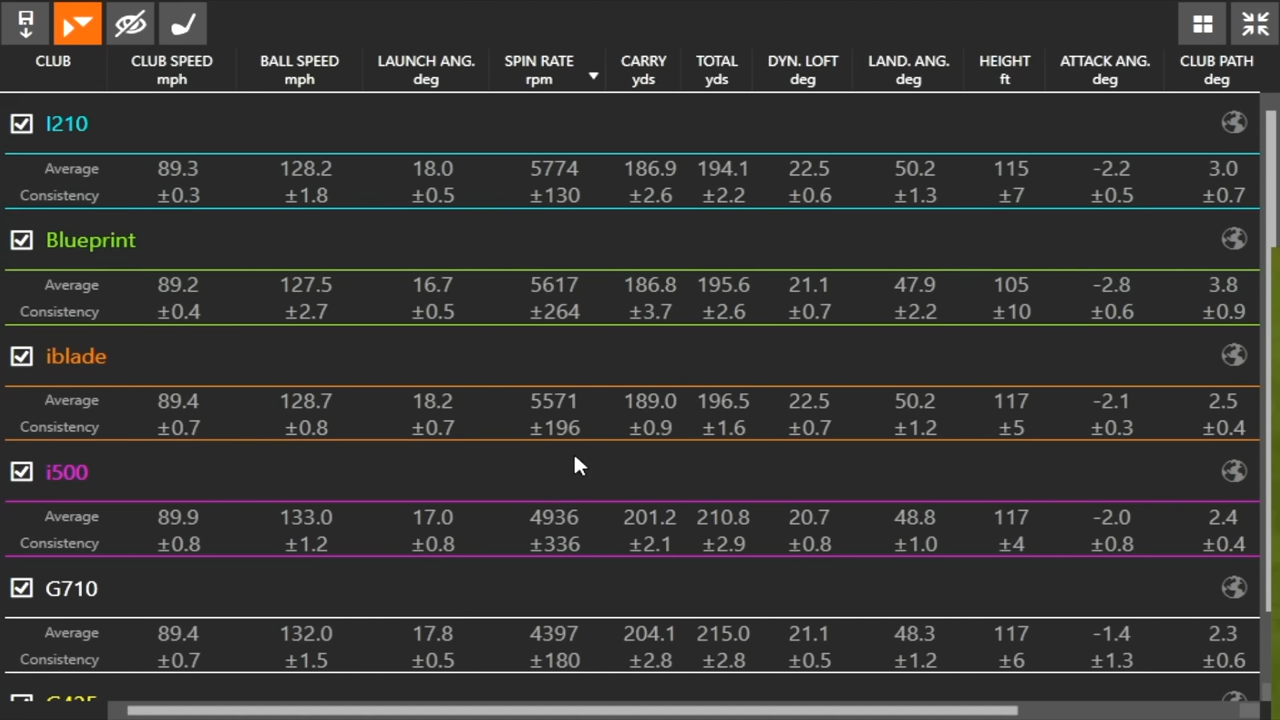 CLUB CLUB SPEED BALL SPEED LAUNCH ANG. SPIN RATE CARRY TOTAL DYN. LOFT LAND. ANG. HEIGHT ATTACK ANG. CLUB PATH
mph mph deg rpm yds yds deg deg ft deg deg
I210
Average 89.3 128.2 18.0 5774 186.9 194.1 22.5 50.2 115 -2.2 3.0
Consistency ±0.3 ±1.8 ±0.5 ±130 ±2.6 ±2.2 ±0.6 ±1.3 ±7 ±0.5 ±0.7
Blueprint
Average 89.2 127.5 16.7 5617 186.8 195.6 21.1 47.9 105 -2.8 3.8
Consistency ±0.4 ±2.7 ±0.5 ±264 ±3.7 ±2.6 ±0.7 ±2.2 ±10 ±0.6 ±0.9
iblade
Average 89.4 128.7 18.2 5571 189.0 196.5 22.5 50.2 117 -2.1 2.5
Consistency ±0.7 ±0.8 ±0.7 ±196 ±0.9 ±1.6 ±0.7 ±1.2 ±5 ±0.3 ±0.4
i500
Average 89.9 133.0 17.0 4936 201.2 210.8 20.7 48.8 117 -2.0 2.4
Consistency ±0.8 ±1.2 ±0.8 ±336 ±2.1 ±2.9 ±0.8 ±1.0 ±4 ±0.8 ±0.4
G710
Average 89.4 132.0 17.8 4397 204.1 215.0 21.1 48.3 117 -1.4 2.3
Consistency ±0.7 ±1.5 ±0.5 ±180 ±2.8 ±2.8 ±0.5 ±1.2 ±6 ±1.3 ±0.6